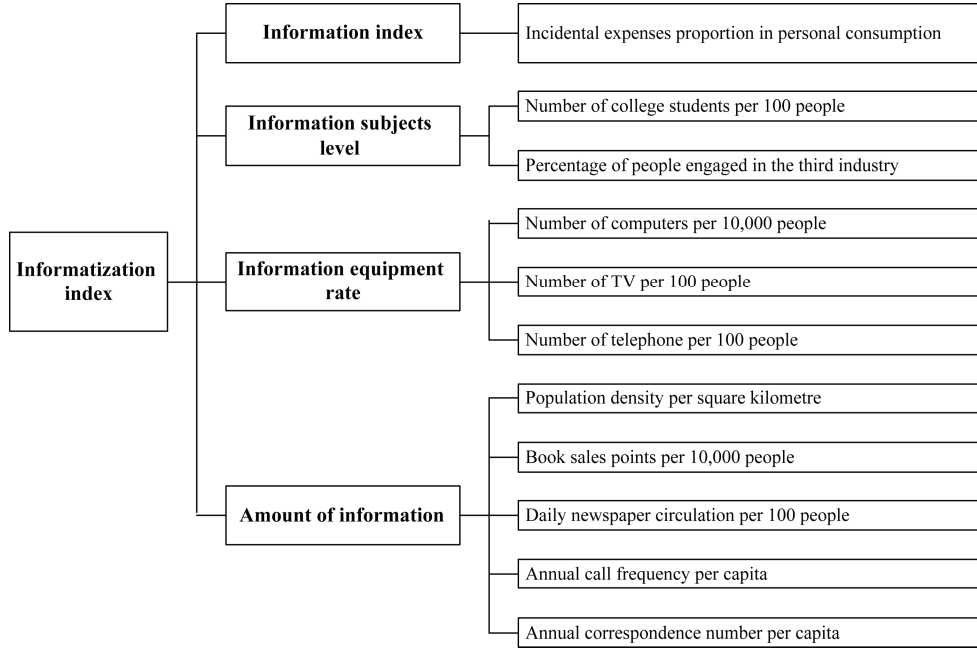 Informatization
index
Information index
Incidental expenses proportion in personal consumption
Information subjects
level
Number of college students per 100 people
Percentage of people engaged in the third industry
Information equipment
rate
Number of computers per 10,000 people
Number of TV per 100 people
Number of telephone per 100 people
Amount of information
Population density per square kilometre
Book sales points per 10,000 people
Daily newspaper circulation per 100 people
Annual call frequency per capita
Annual correspondence number per capita